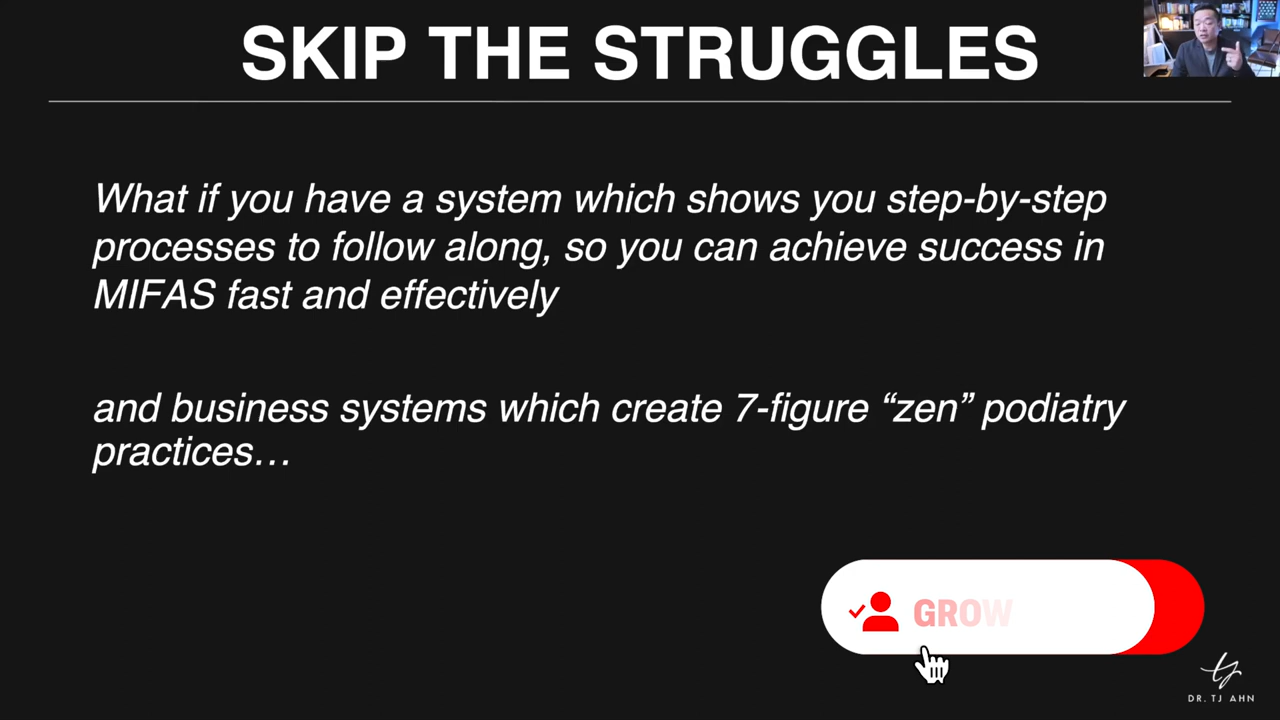 SKIP THE STRUGGLES
What if you have a system which shows you step-by-step
processes to follow along, so you can achieve success in
MIFAS fast and effectively
and business systems which create 7-figure “zen” podiatry
practices…
GROW
DR. TJ AHN